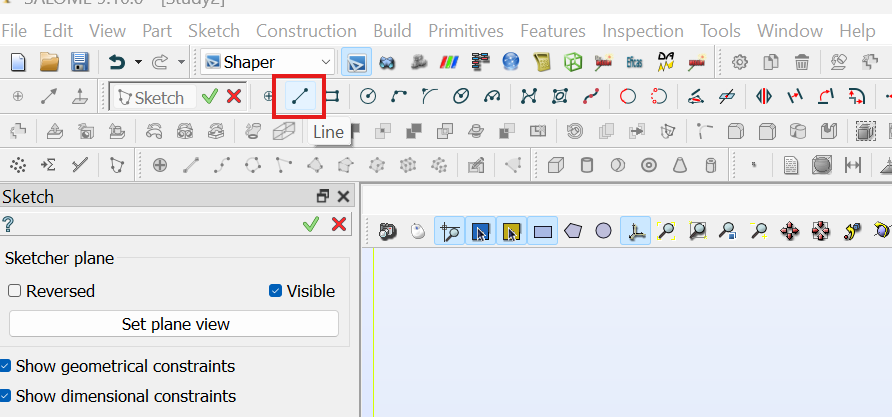 SALOME 9.10.0 - [Study2]
File Edit View Part Sketch Construction Build Primitives Features Inspection Tools Window Help
Shaper Eficas
Sketch
Line
Sketch
?
Sketcher plane
Reversed Visible
Set plane view
Show geometrical constraints
Show dimensional constraints